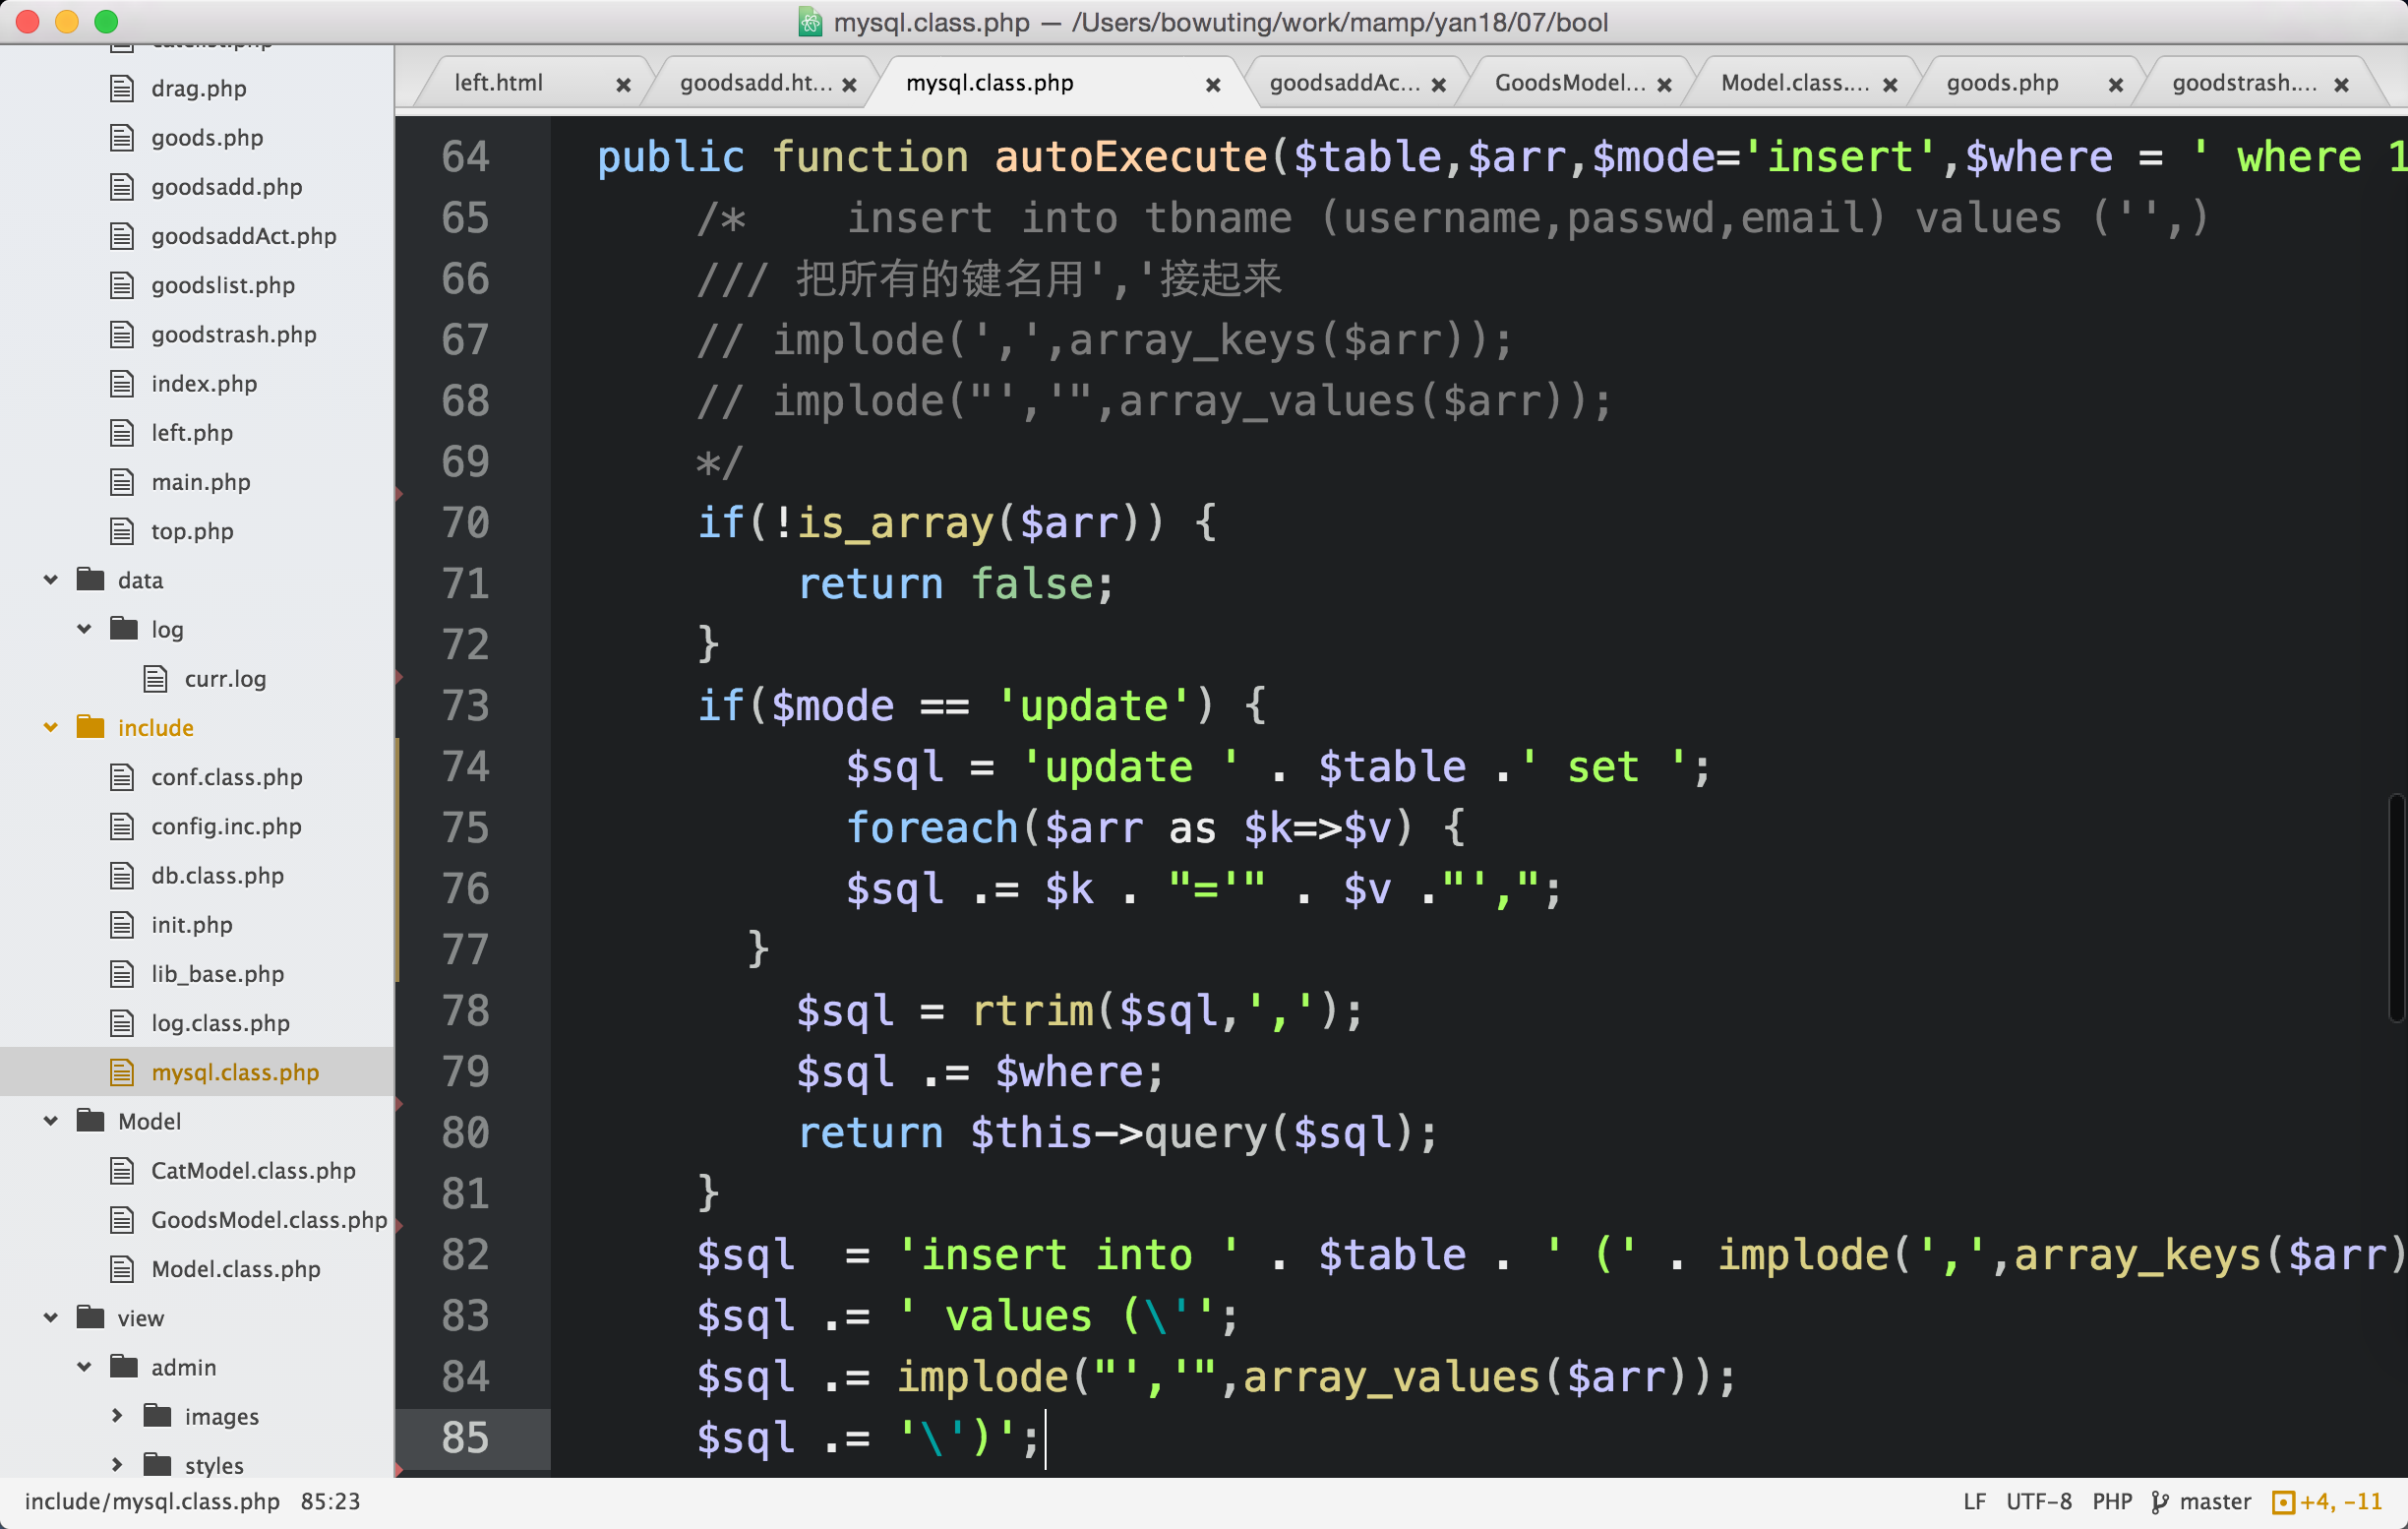 mysql.class.php — /Users/bowuting/work/mamp/yan18/07/bool
catelist.php
drag.php
goods.php
goodsadd.php
goodsaddAct.php
goodslist.php
goodstrash.php
index.php
left.php
main.php
top.php
data
log
curr.log
include
conf.class.php
config.inc.php
db.class.php
init.php
lib_base.php
log.class.php
mysql.class.php
Model
CatModel.class.php
GoodsModel.class.php
Model.class.php
view
admin
images
styles
left.html
goodsadd.ht...
mysql.class.php
goodsaddAc...
GoodsModel...
Model.class....
goods.php
goodstrash....
64 public function autoExecute($table,$arr,$mode='insert',$where = ' where 1
65 /* insert into tbname (username,passwd,email) values ('',)
66 /// 把所有的键名用','接起来
67 // implode(',',array_keys($arr));
68 // implode("','",array_values($arr));
69 */
70 if(!is_array($arr)) {
71 return false;
72 }
73 if($mode == 'update') {
74 $sql = 'update ' . $table .' set ';
75 foreach($arr as $k=>$v) {
76 $sql .= $k . "='" . $v ."',";
77 }
78 $sql = rtrim($sql,',');
79 $sql .= $where;
80 return $this->query($sql);
81 }
82 $sql  = 'insert into ' . $table . ' (' . implode(',',array_keys($arr)
83 $sql .= ' values (\'';
84 $sql .= implode("','",array_values($arr));
85 $sql .= '\')';
include/mysql.class.php 85:23
LF UTF-8 PHP master +4, -11